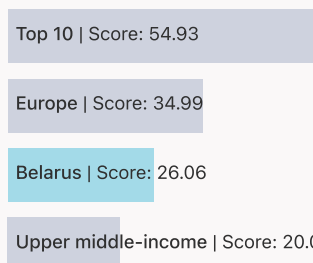 Top 10 | Score: 54.93
Europe | Score: 34.99
Belarus | Score: 26.06
Upper middle-income | Score: 20.0